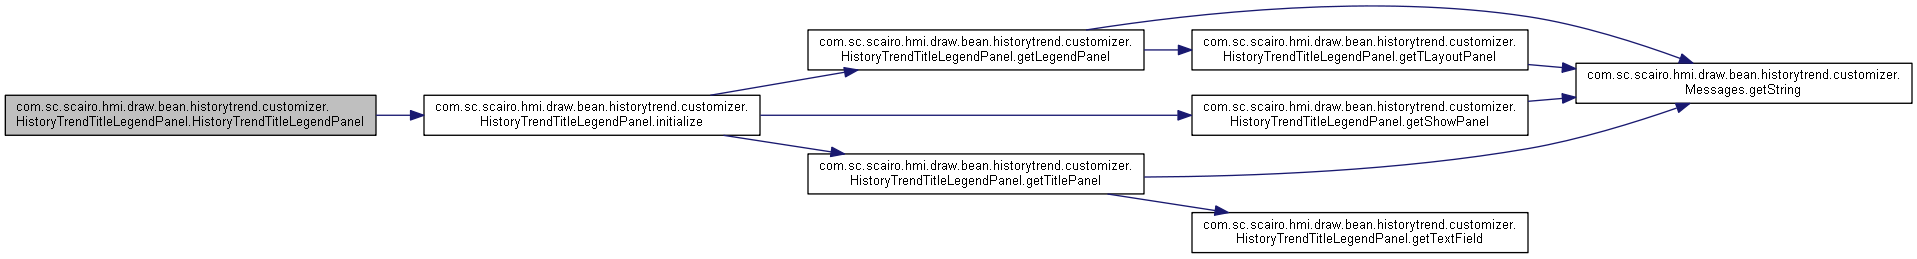 com.sc.scairo.hmi.draw.bean.historytrend.customizer.
HistoryTrendTitleLegendPanel.HistoryTrendTitleLegendPanel
com.sc.scairo.hmi.draw.bean.historytrend.customizer.
HistoryTrendTitleLegendPanel.initialize
com.sc.scairo.hmi.draw.bean.historytrend.customizer.
HistoryTrendTitleLegendPanel.getLegendPanel
com.sc.scairo.hmi.draw.bean.historytrend.customizer.
HistoryTrendTitleLegendPanel.getTLayoutPanel
com.sc.scairo.hmi.draw.bean.historytrend.customizer.
Messages.getString
com.sc.scairo.hmi.draw.bean.historytrend.customizer.
HistoryTrendTitleLegendPanel.getShowPanel
com.sc.scairo.hmi.draw.bean.historytrend.customizer.
HistoryTrendTitleLegendPanel.getTitlePanel
com.sc.scairo.hmi.draw.bean.historytrend.customizer.
HistoryTrendTitleLegendPanel.getTextField